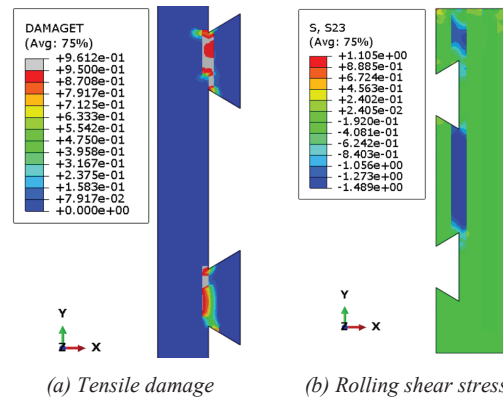 DAMAGET
(Avg: 75%)
+9.612e-01
+9.500e-01
+8.708e-01
+7.917e-01
+7.125e-01
+6.333e-01
+5.542e-01
+4.750e-01
+3.958e-01
+3.167e-01
+2.375e-01
+1.583e-01
+7.917e-02
+0.000e+00
Y
Z
X
(a) Tensile damage
S, S23
(Avg: 75%)
+1.105e+00
+8.885e-01
+6.724e-01
+4.563e-01
+2.402e-01
+2.405e-02
-1.920e-01
-4.081e-01
-6.242e-01
-8.403e-01
-1.056e+00
-1.273e+00
-1.489e+00
Y
Z
X
(b) Rolling shear stress